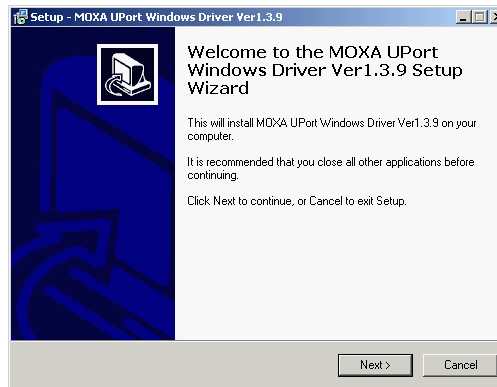 Setup - MOXA UPort Windows Driver Ver1.3.9
Welcome to the MOXA UPort
Windows Driver Ver1.3.9 Setup
Wizard
This will install MOXA UPort Windows Driver Ver1.3.9 on your
computer.
It is recommended that you close all other applications before
continuing.
Click Next to continue, or Cancel to exit Setup.
Next >
Cancel